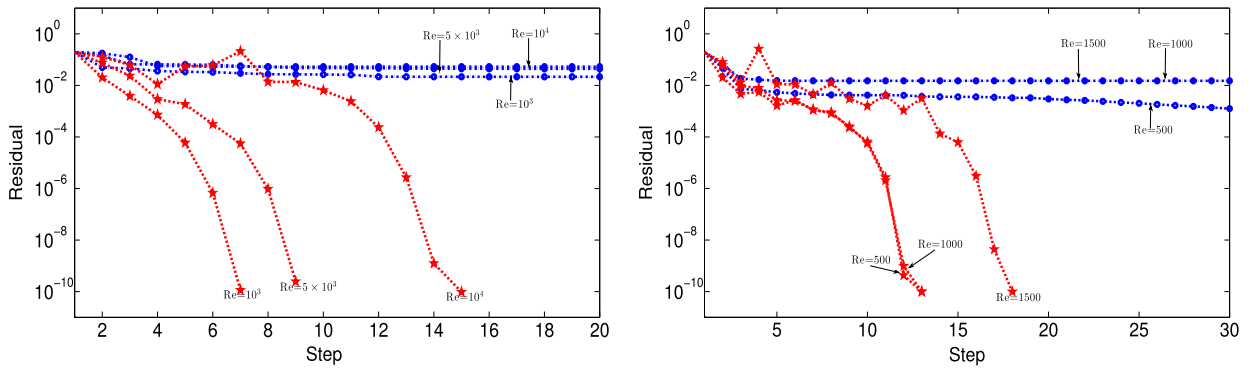 10^0
10^-2
10^-4
10^-6
10^-8
10^-10
Residual
2 4 6 8 10 12 14 16 18 20
Step
Re=5 × 10^3
Re=10^4
Re=10^3
Re=10^3
Re=5 × 10^3
Re=10^4
10^0
10^-2
10^-4
10^-6
10^-8
10^-10
Residual
5 10 15 20 25 30
Step
Re=1500
Re=1000
Re=500
Re=1000
Re=500
Re=1500